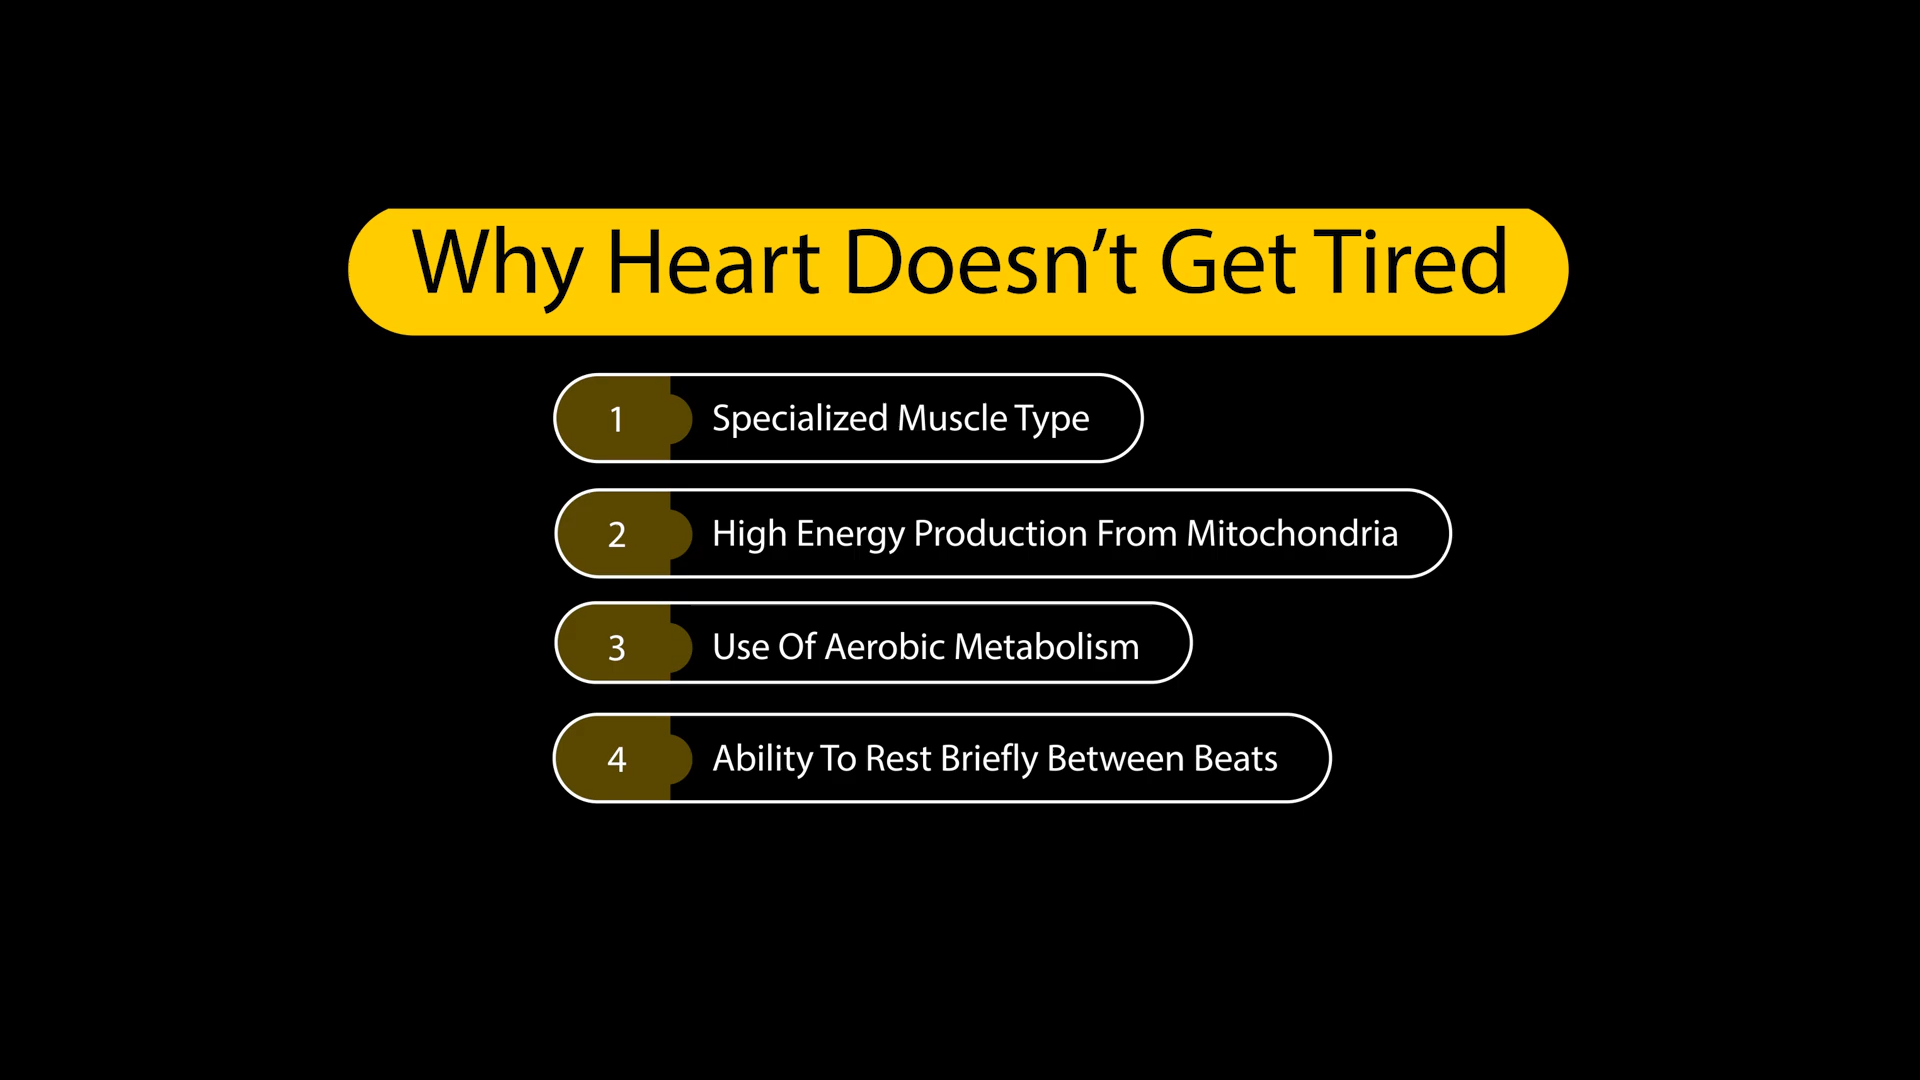 Why Heart Doesn’t Get Tired
1 Specialized Muscle Type
2 High Energy Production From Mitochondria
3 Use Of Aerobic Metabolism
4 Ability To Rest Briefly Between Beats